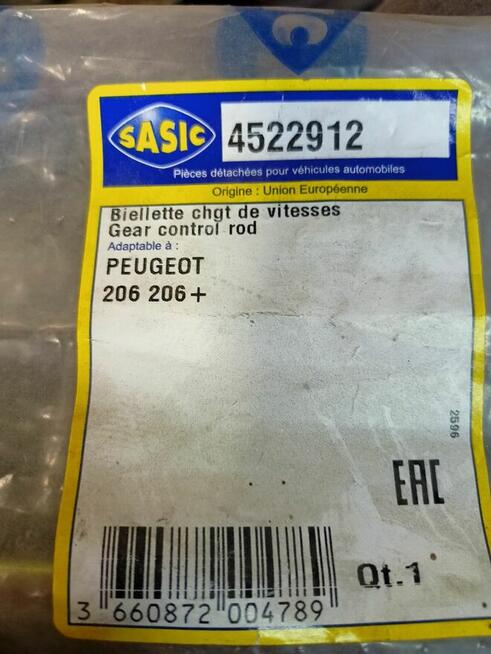 SASIC
4522912
Pièces détachées pour véhicules automobiles
Origine : Union Européenne
Biellette chgt de vitesses
Gear control rod
Adaptable à :
PEUGEOT
206 206+
2596
EAC
Qt.1
3 660872 004789